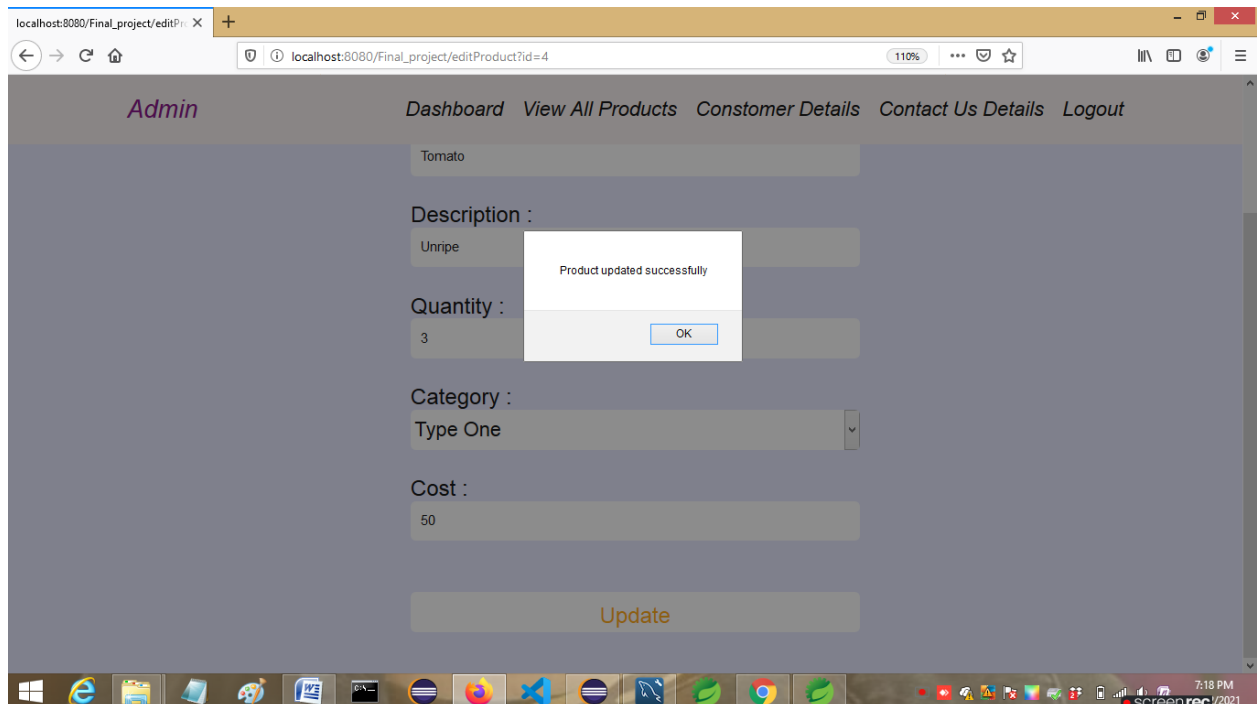 localhost:8080/Final_project/editPr
localhost:8080/Final_project/editProduct?id=4
110%
Admin
Dashboard View All Products Constomer Details Contact Us Details Logout
Tomato
Description :
Unripe
Product updated successfully
OK
Quantity :
3
Category :
Type One
Cost :
50
Update
7:18 PM
screenrec
/2021